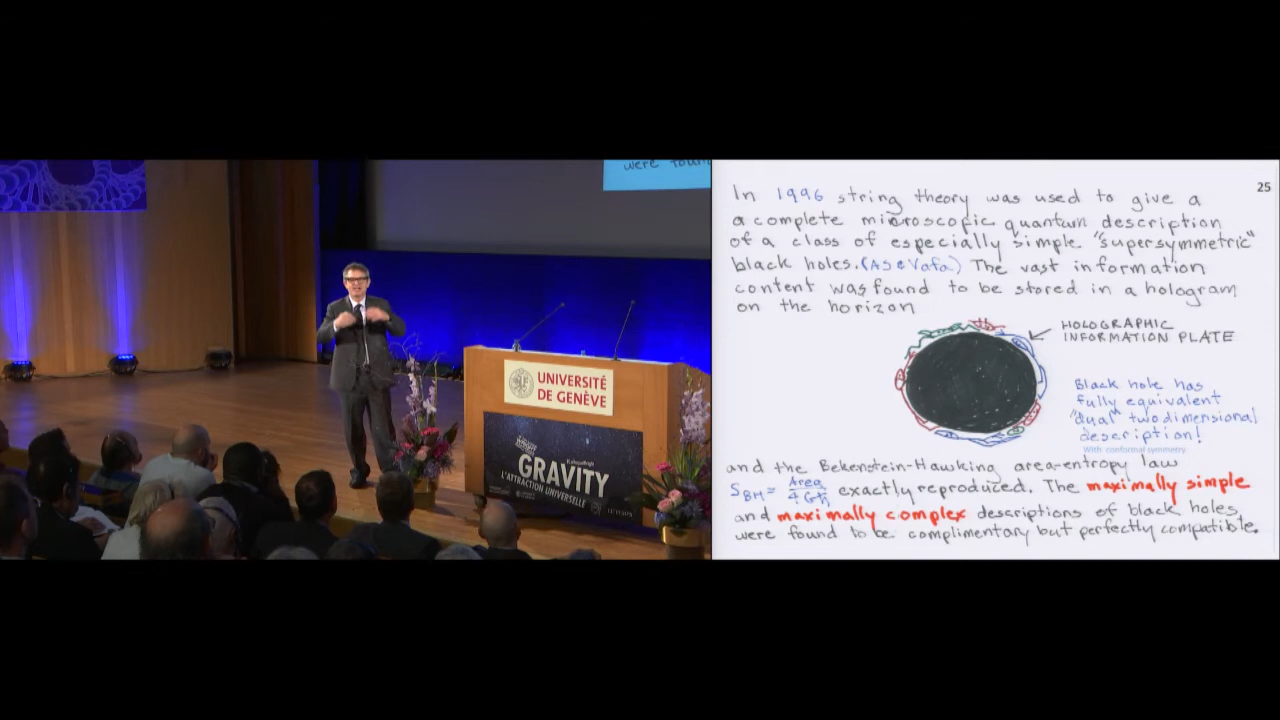 were found
UNIVERSITÉ
DE GENÈVE
GRAVITY
L'ATTRACTION UNIVERSELLE
LE TEMPS
25
In 1996 string theory was used to give a
a complete microscopic quantum description
of a class of especially simple "supersymmetric"
black holes. (AS & Vafa) The vast information
content was found to be stored in a hologram
on the horizon
HOLOGRAPHIC
INFORMATION PLATE
Black hole has
fully equivalent
"dual" two dimensional
description!
With conformal symmetry
and the Bekenstein-Hawking area-entropy law
S_BH = Area/4Għ exactly reproduced. The maximally simple
and maximally complex descriptions of black holes
were found to be complimentary but perfectly compatible.